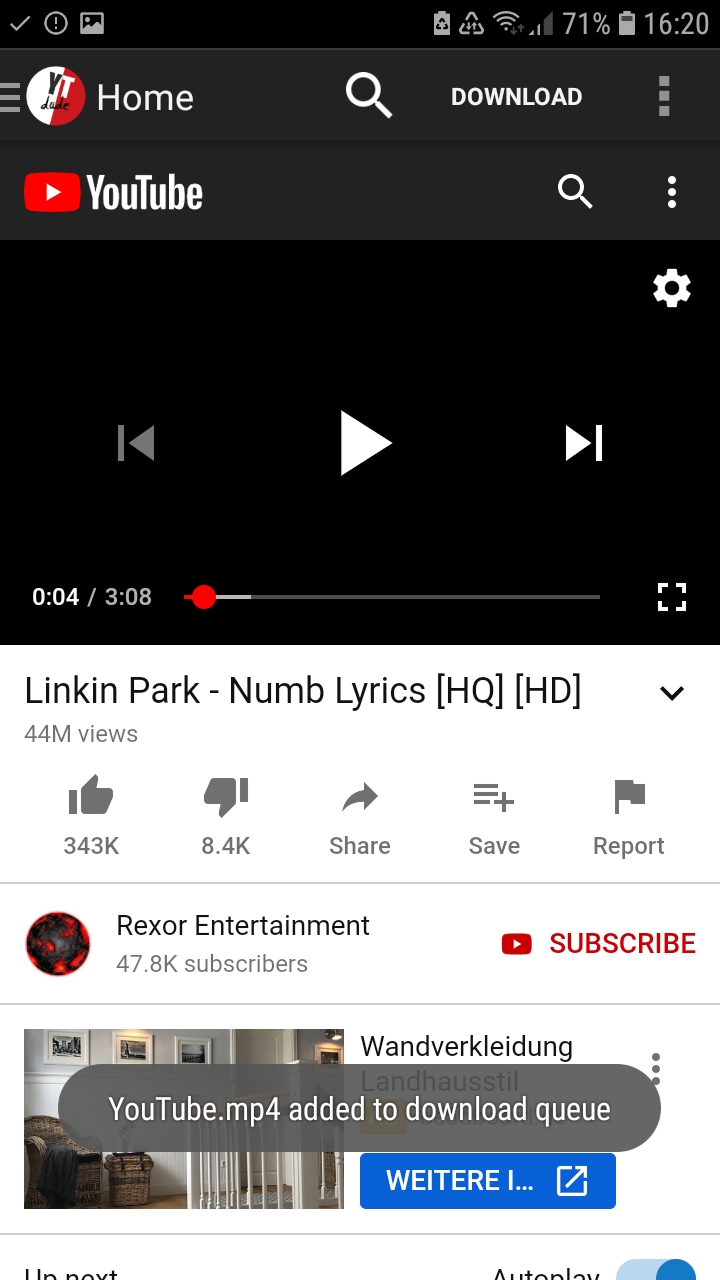 71% 16:20
YT dude Home DOWNLOAD
YouTube
0:04 / 3:08
Linkin Park - Numb Lyrics [HQ] [HD]
44M views
343K 8.4K Share Save Report
Rexor Entertainment
47.8K subscribers
SUBSCRIBE
Wandverkleidung
Landhausstil
YouTube.mp4 added to download queue
WEITERE I...
Up next Autoplay